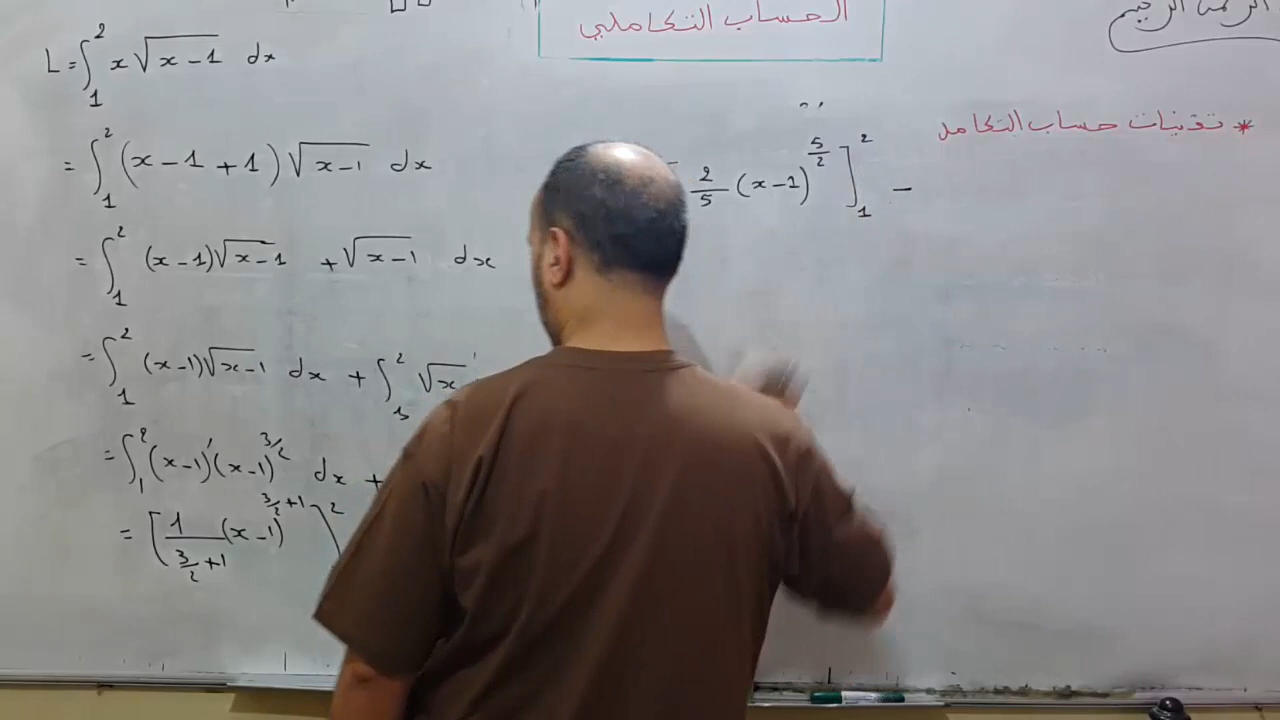 الحساب التكاملي
الرحمة الرحيم
* تقنيات حساب التكامل
L = ∫₁² x √(x-1) dx
= ∫₁² (x-1+1) √(x-1) dx
= ∫₁² (x-1)√(x-1) + √(x-1) dx
= ∫₁² (x-1)√(x-1) dx + ∫₁² √x
= ∫₁² (x-1)'(x-1)^(3/2) dx +
= [1/(3/2+1) (x-1)^(3/2+1)]²
2/5 (x-1)^(5/2)]₁² -